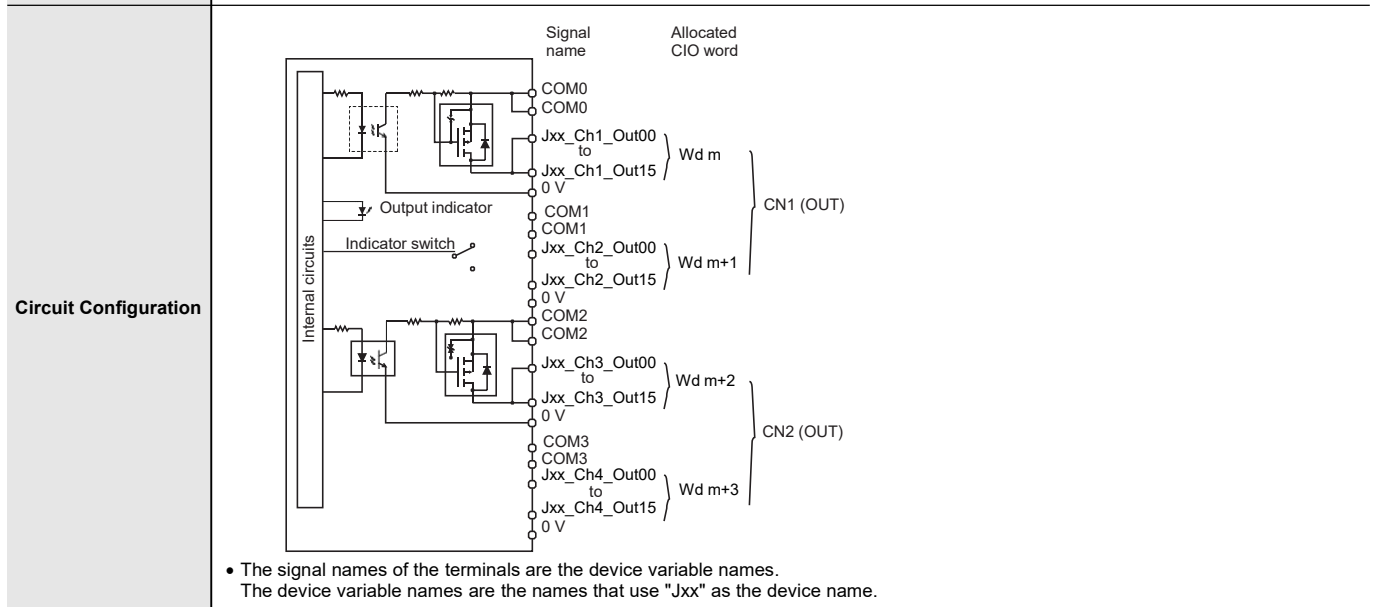 Circuit Configuration
Signal name
Allocated CIO word
Internal circuits
COM0
COM0
Jxx_Ch1_Out00
to
Jxx_Ch1_Out15
0 V
Wd m
Output indicator
COM1
COM1
CN1 (OUT)
Indicator switch
Jxx_Ch2_Out00
to
Jxx_Ch2_Out15
0 V
Wd m+1
COM2
COM2
Jxx_Ch3_Out00
to
Jxx_Ch3_Out15
0 V
Wd m+2
CN2 (OUT)
COM3
COM3
Jxx_Ch4_Out00
to
Jxx_Ch4_Out15
0 V
Wd m+3
• The signal names of the terminals are the device variable names.
The device variable names are the names that use "Jxx" as the device name.